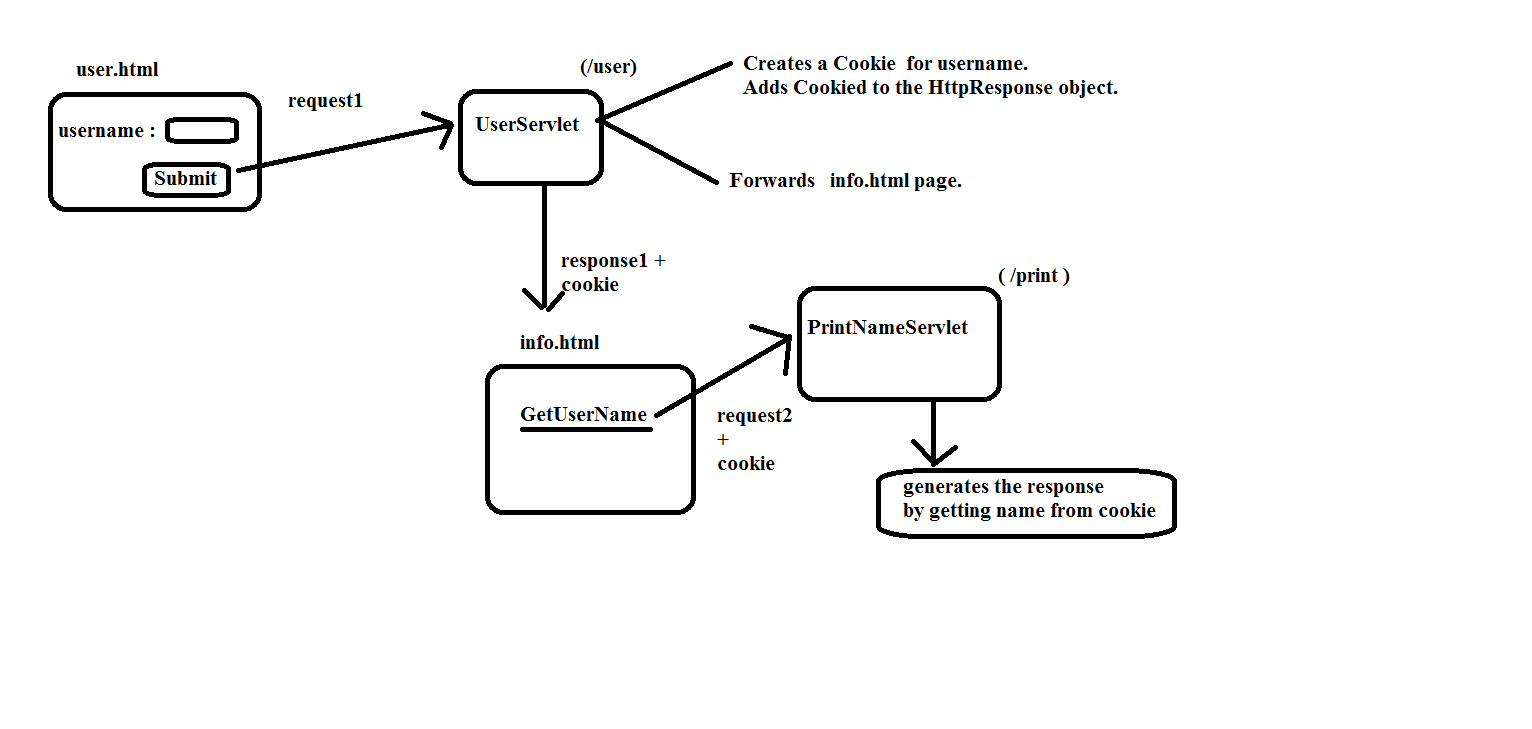 user.html
username :
Submit
request1
(/user)
UserServlet
Creates a Cookie  for username.
Adds Cookied to the HttpResponse object.
Forwards   info.html page.
response1 +
cookie
info.html
GetUserName
request2
+
cookie
( /print )
PrintNameServlet
generates the response
by getting name from cookie